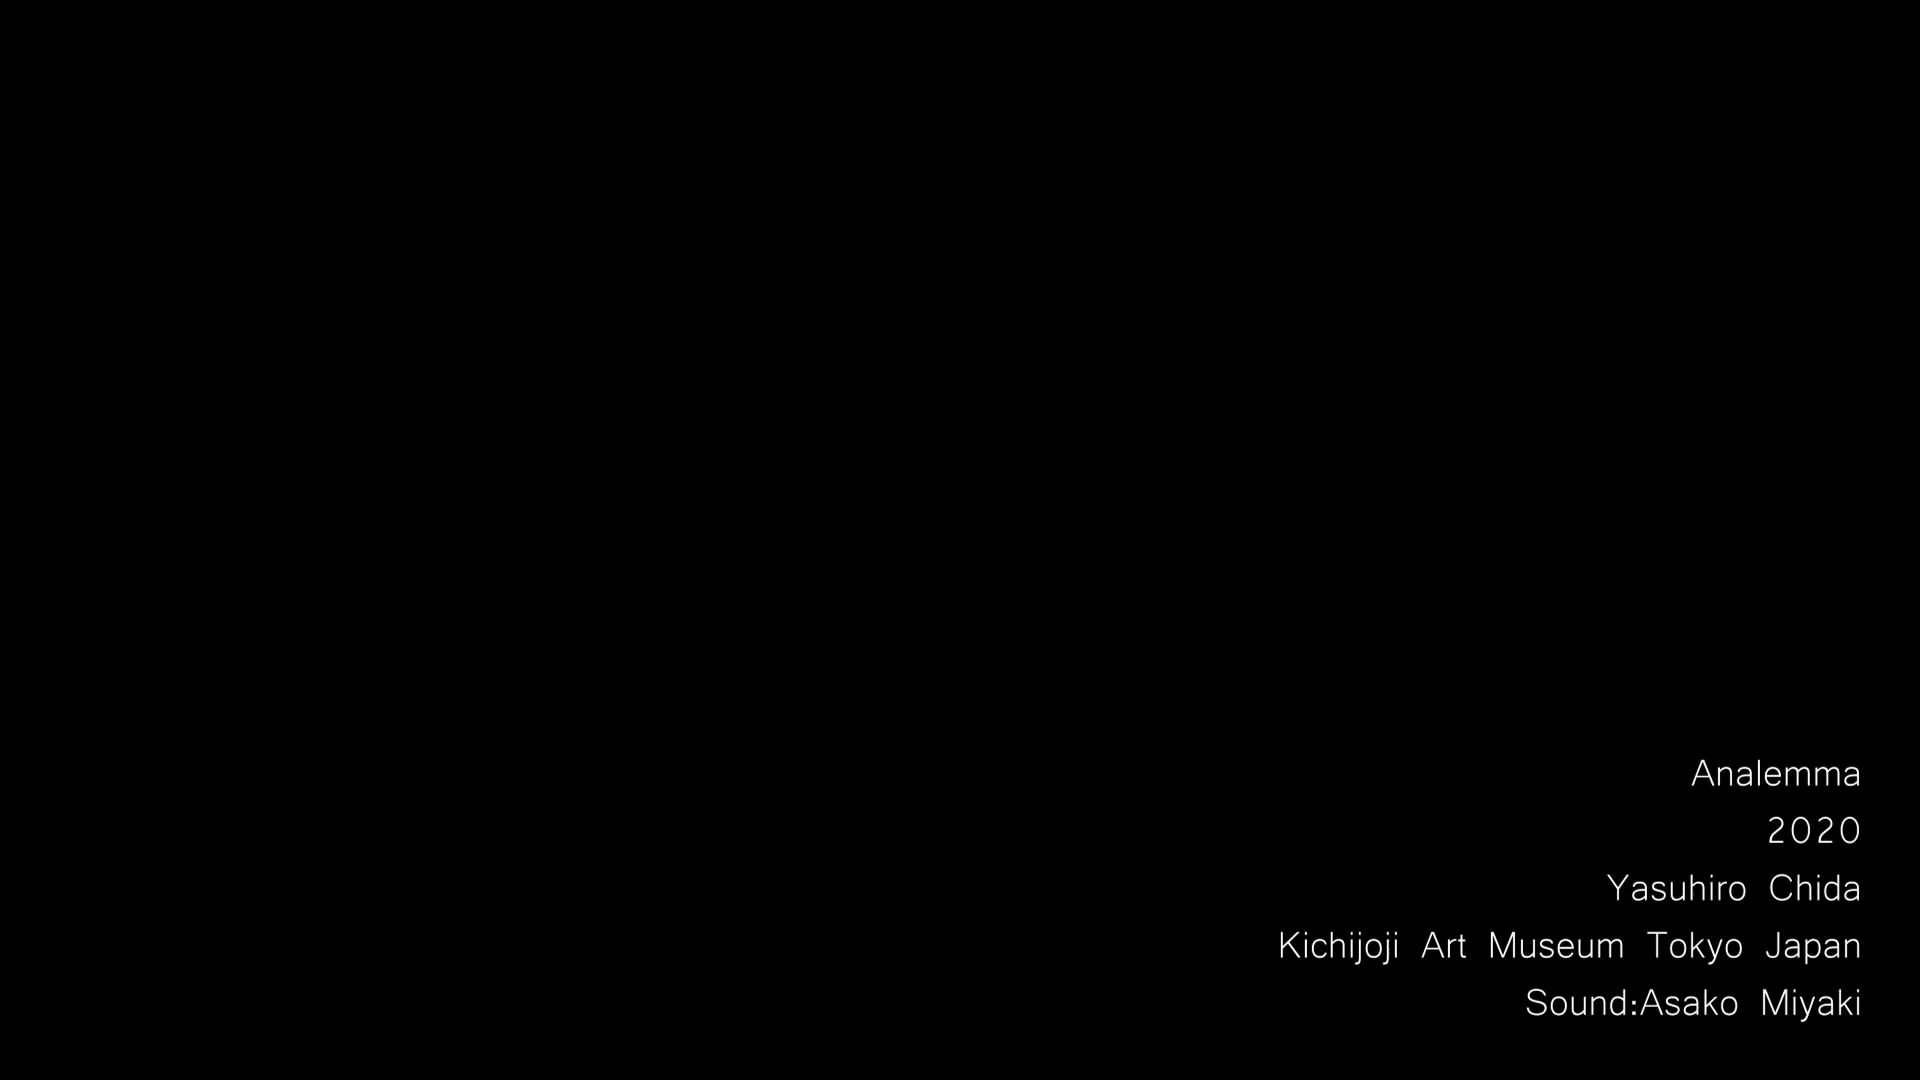 Analemma
2020
Yasuhiro Chida
Kichijoji Art Museum Tokyo Japan
Sound:Asako Miyaki